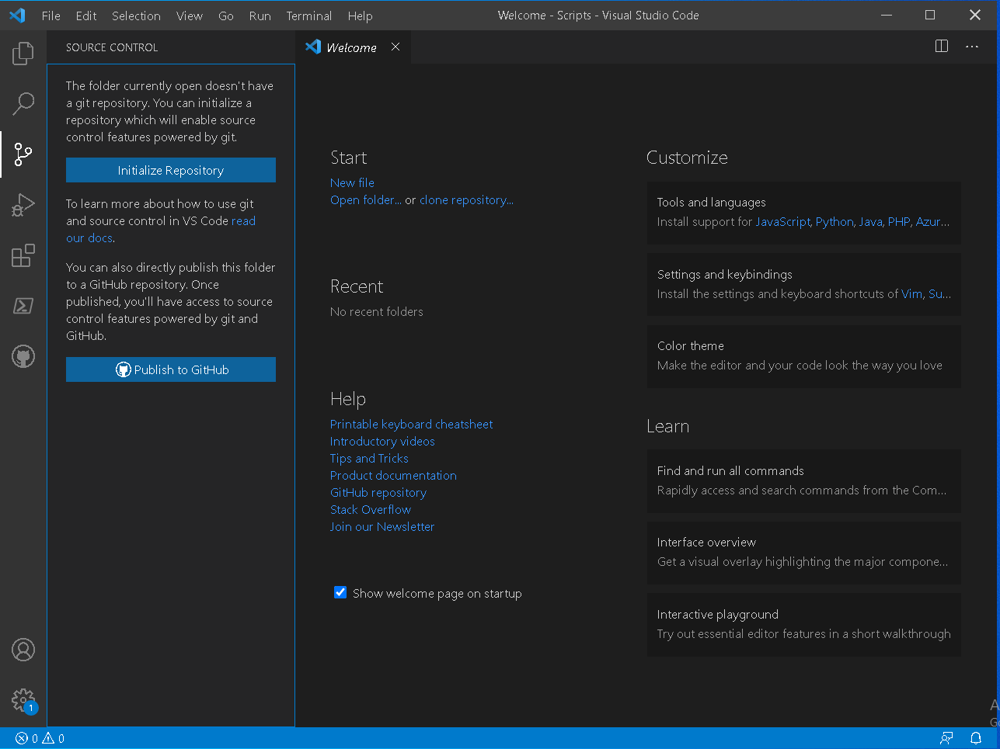 File Edit Selection View Go Run Terminal Help
Welcome - Scripts - Visual Studio Code
SOURCE CONTROL
Welcome
The folder currently open doesn't have
a git repository. You can initialize a
repository which will enable source
control features powered by git.
Initialize Repository
To learn more about how to use git
and source control in VS Code read
our docs.
You can also directly publish this folder
to a GitHub repository. Once
published, you'll have access to source
control features powered by git and
GitHub.
Publish to GitHub
Start
New file
Open folder... or clone repository...
Recent
No recent folders
Help
Printable keyboard cheatsheet
Introductory videos
Tips and Tricks
Product documentation
GitHub repository
Stack Overflow
Join our Newsletter
Show welcome page on startup
Customize
Tools and languages
Install support for JavaScript, Python, Java, PHP, Azur...
Settings and keybindings
Install the settings and keyboard shortcuts of Vim, Su...
Color theme
Make the editor and your code look the way you love
Learn
Find and run all commands
Rapidly access and search commands from the Com...
Interface overview
Get a visual overlay highlighting the major compone...
Interactive playground
Try out essential editor features in a short walkthrough
1
0 0